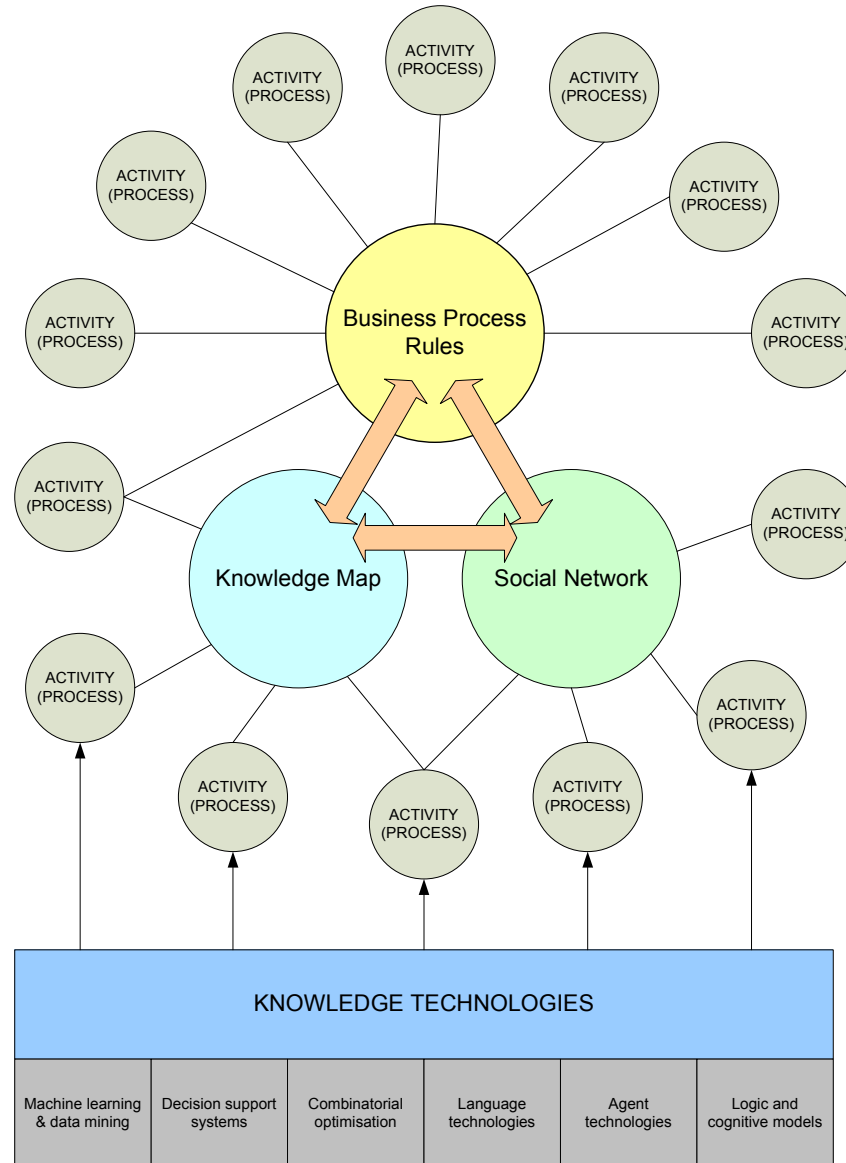 ACTIVITY
(PROCESS)
ACTIVITY
(PROCESS)
ACTIVITY
(PROCESS)
ACTIVITY
(PROCESS)
ACTIVITY
(PROCESS)
ACTIVITY
(PROCESS)
ACTIVITY
(PROCESS)
Business Process
Rules
ACTIVITY
(PROCESS)
ACTIVITY
(PROCESS)
ACTIVITY
(PROCESS)
Knowledge Map
Social Network
ACTIVITY
(PROCESS)
ACTIVITY
(PROCESS)
ACTIVITY
(PROCESS)
ACTIVITY
(PROCESS)
ACTIVITY
(PROCESS)
KNOWLEDGE TECHNOLOGIES
Machine learning
& data mining
Decision support
systems
Combinatorial
optimisation
Language
technologies
Agent
technologies
Logic and
cognitive models